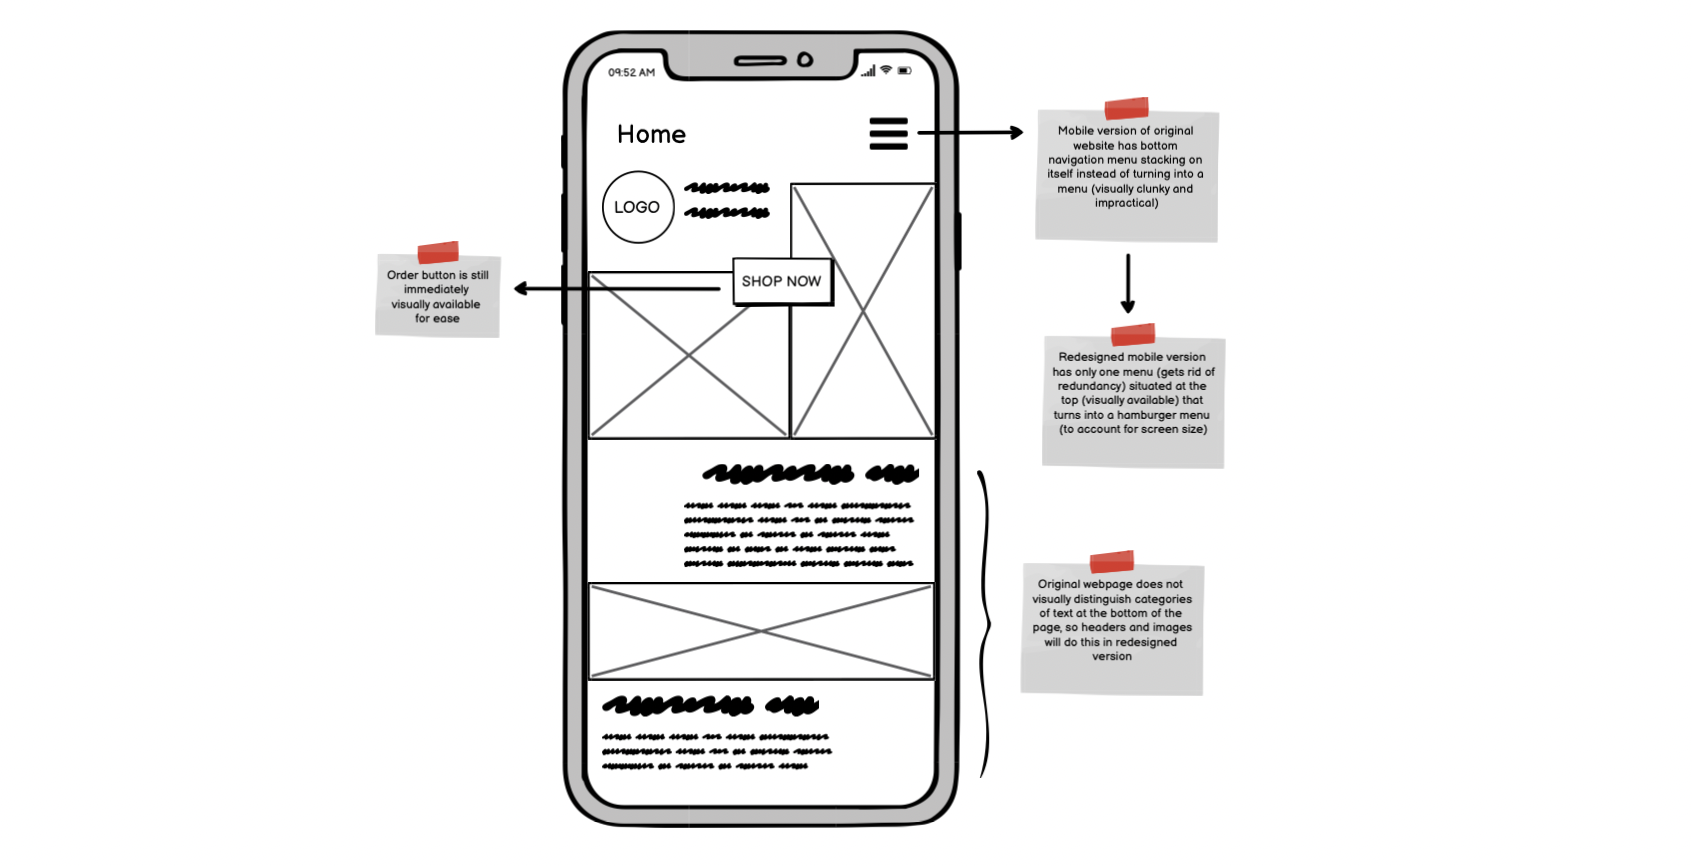 09:52 AM
Home
LOGO
SHOP NOW
Order button is still
immediately
visually available
for ease
Mobile version of original
website has bottom
navigation menu stacking on
itself instead of turning into a
menu (visually clunky and
impractical)
Redesigned mobile version
has only one menu (gets rid of
redundancy) situated at the
top (visually available) that
turns into a hamburger menu
(to account for screen size)
Original webpage does not
visually distinguish categories
of text at the bottom of the
page, so headers and images
will do this in redesigned
version